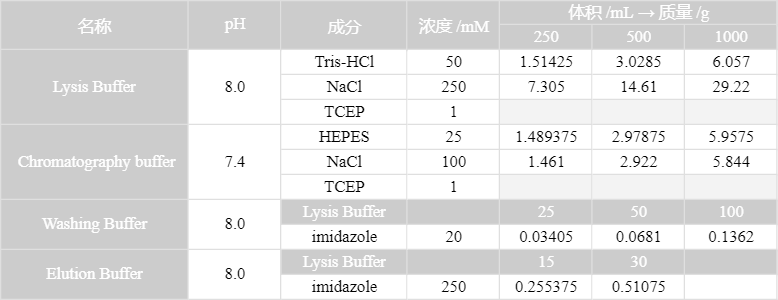 名称 pH 成分 浓度 /mM 体积 /mL → 质量 /g
250 500 1000
Lysis Buffer 8.0 Tris-HCl 50 1.51425 3.0285 6.057
NaCl 250 7.305 14.61 29.22
TCEP 1
Chromatography buffer 7.4 HEPES 25 1.489375 2.97875 5.9575
NaCl 100 1.461 2.922 5.844
TCEP 1
Washing Buffer 8.0 Lysis Buffer 25 50 100
imidazole 20 0.03405 0.0681 0.1362
Elution Buffer 8.0 Lysis Buffer 15 30
imidazole 250 0.255375 0.51075